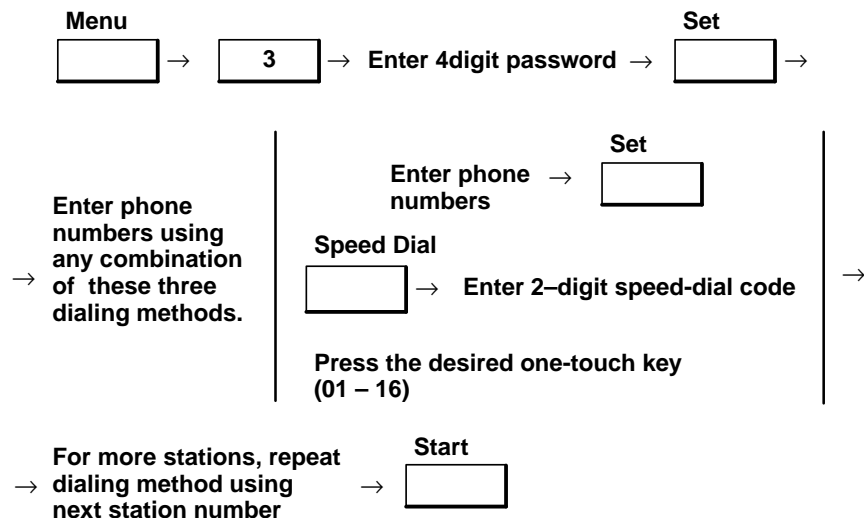 Menu
Set
→ 3 → Enter 4digit password → →
→ Enter phone
numbers using
any combination
of these three
dialing methods.
Set
Enter phone →
numbers
Speed Dial
→ Enter 2–digit speed-dial code
Press the desired one-touch key
(01 – 16)
→
Start
→ For more stations, repeat
dialing method using →
next station number